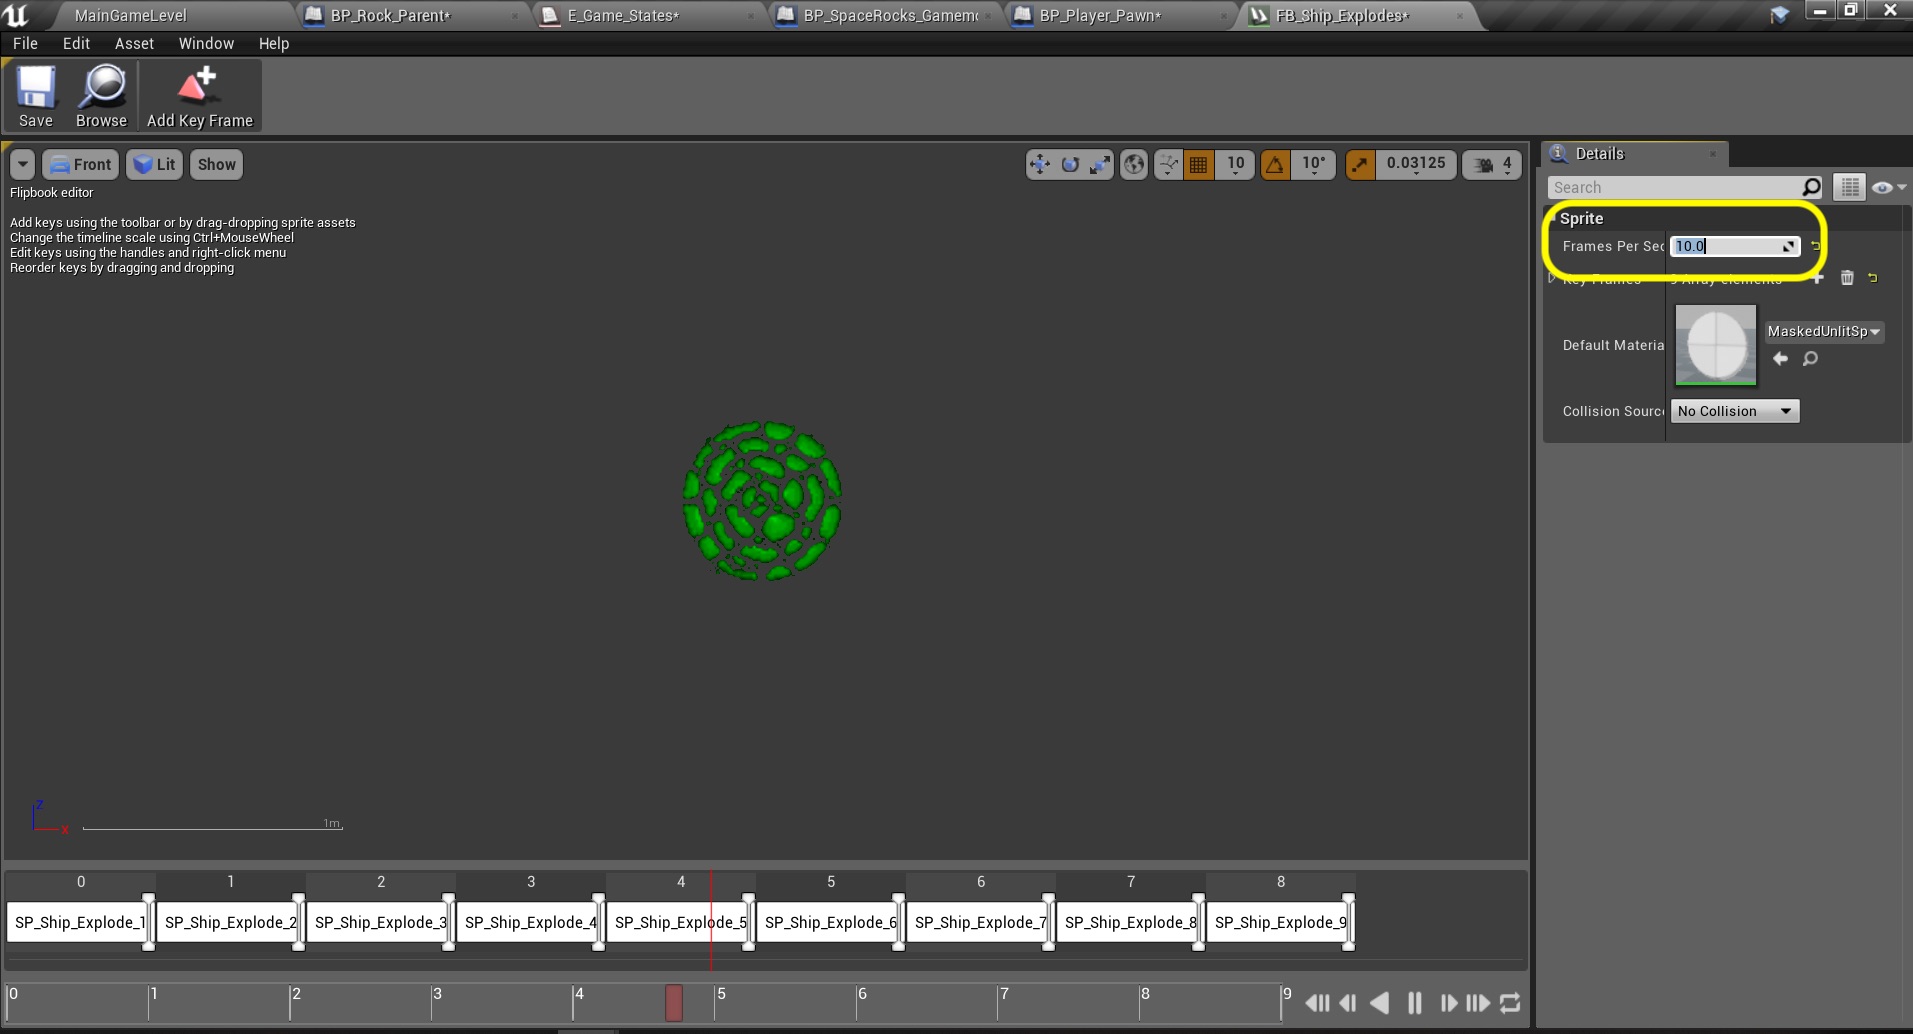 MainGameLevel
BP_Rock_Parent*
E_Game_States*
BP_SpaceRocks_Gamem
BP_Player_Pawn*
FB_Ship_Explodes*
File Edit Asset Window Help
Save Browse Add Key Frame
Front Lit Show
10 10° 0.03125 4
Flipbook editor
Add keys using the toolbar or by drag-dropping sprite assets
Change the timeline scale using Ctrl+MouseWheel
Edit keys using the handles and right-click menu
Reorder keys by dragging and dropping
Z
X
1m
Details
Search
Sprite
Frames Per Sec 10.0
Key Frames 9 Array elements
Default Materia MaskedUnlitSp
Collision Source No Collision
0 1 2 3 4 5 6 7 8
SP_Ship_Explode_1 SP_Ship_Explode_2 SP_Ship_Explode_3 SP_Ship_Explode_4 SP_Ship_Explode_5 SP_Ship_Explode_6 SP_Ship_Explode_7 SP_Ship_Explode_8 SP_Ship_Explode_9
0 1 2 3 4 5 6 7 8 9